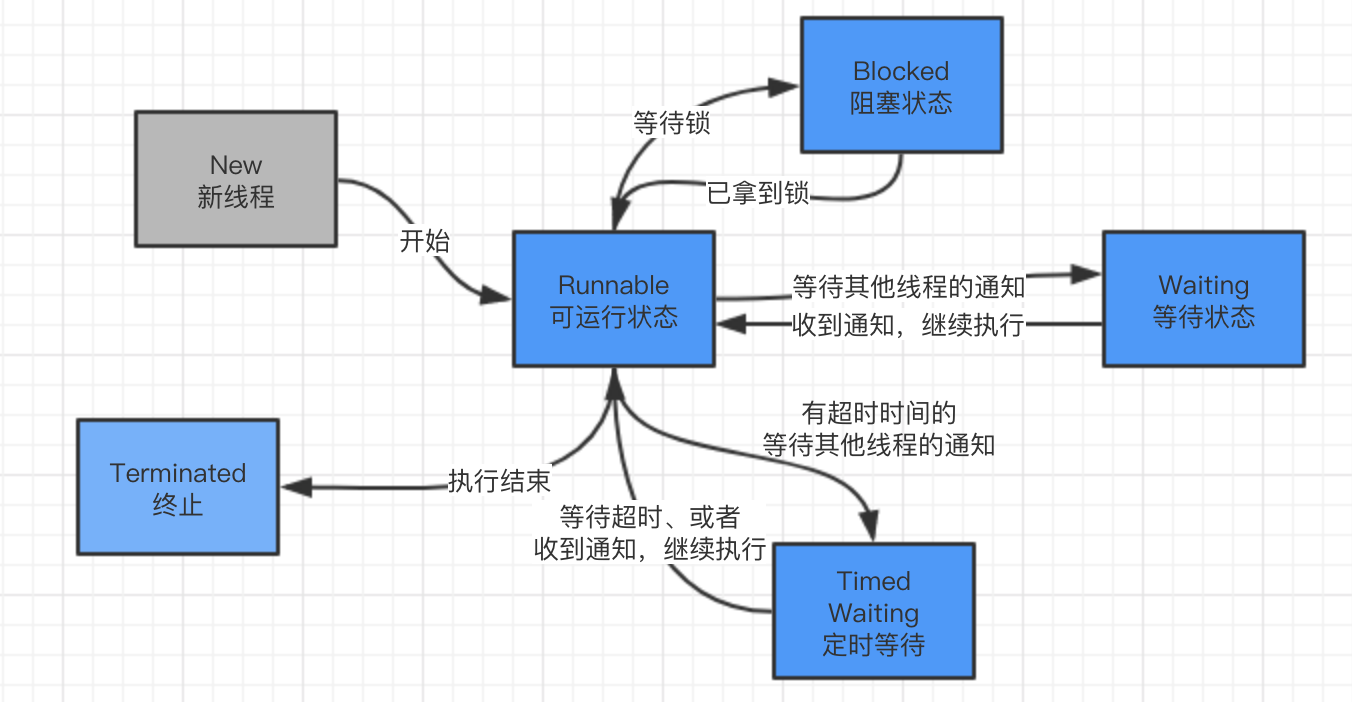 Blocked
阻塞状态
等待锁
New
新线程
已拿到锁
开始
Runnable
可运行状态
等待其他线程的通知
收到通知，继续执行
Waiting
等待状态
有超时时间的
等待其他线程的通知
Terminated
终止
执行结束
等待超时、或者
收到通知，继续执行
Timed
Waiting
定时等待